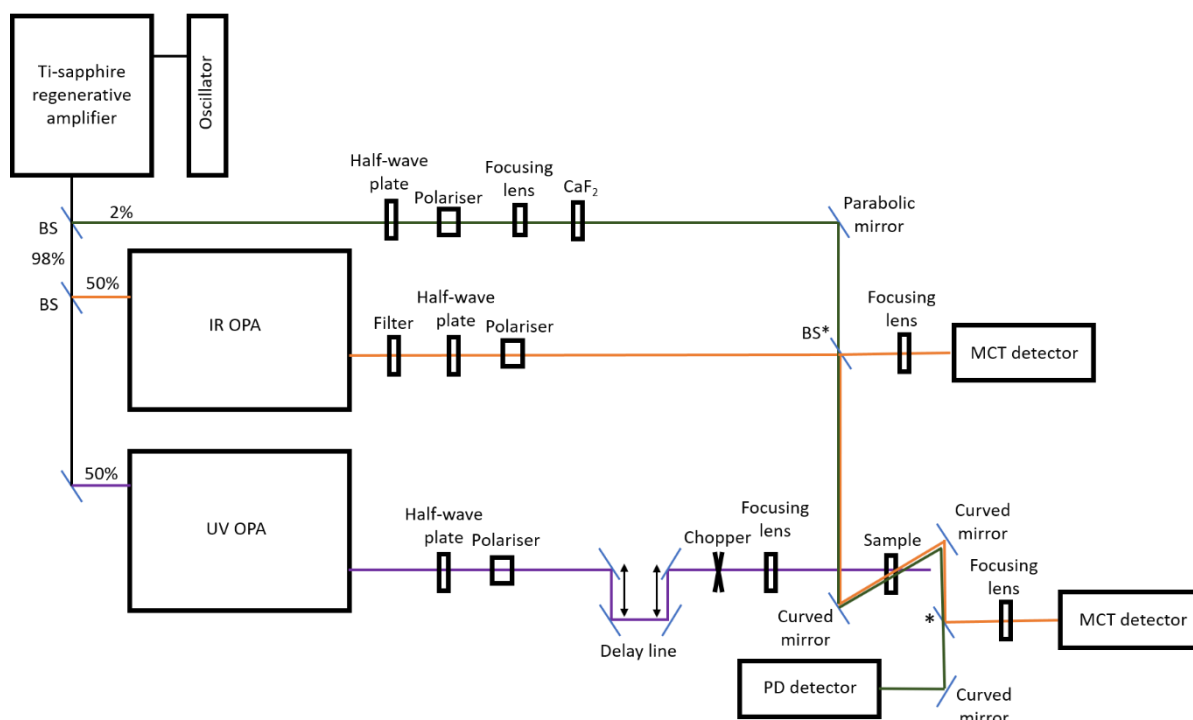 Ti-sapphire
regenerative
amplifier
Oscillator
Half-wave
plate
Polariser
Focusing
lens
CaF₂
Parabolic
mirror
BS
2%
98%
50%
BS
IR OPA
Filter
Half-wave
plate
Polariser
BS*
Focusing
lens
MCT detector
50%
UV OPA
Half-wave
plate
Polariser
Delay line
Chopper
Focusing
lens
Sample
Curved
mirror
Curved
mirror
Focusing
lens
*
MCT detector
PD detector
Curved
mirror